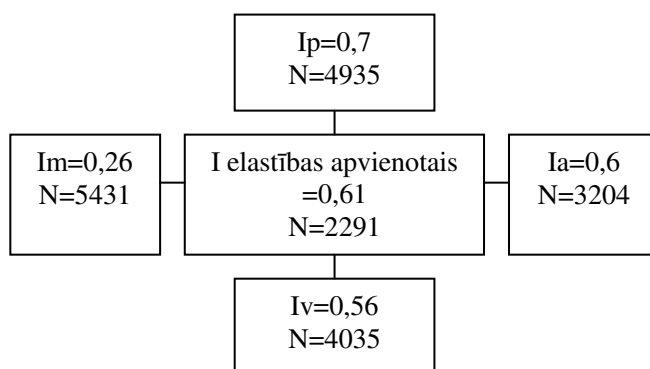 Ip=0,7
N=4935
Im=0,26
N=5431
I elastības apvienotais
=0,61
N=2291
Ia=0,6
N=3204
Iv=0,56
N=4035